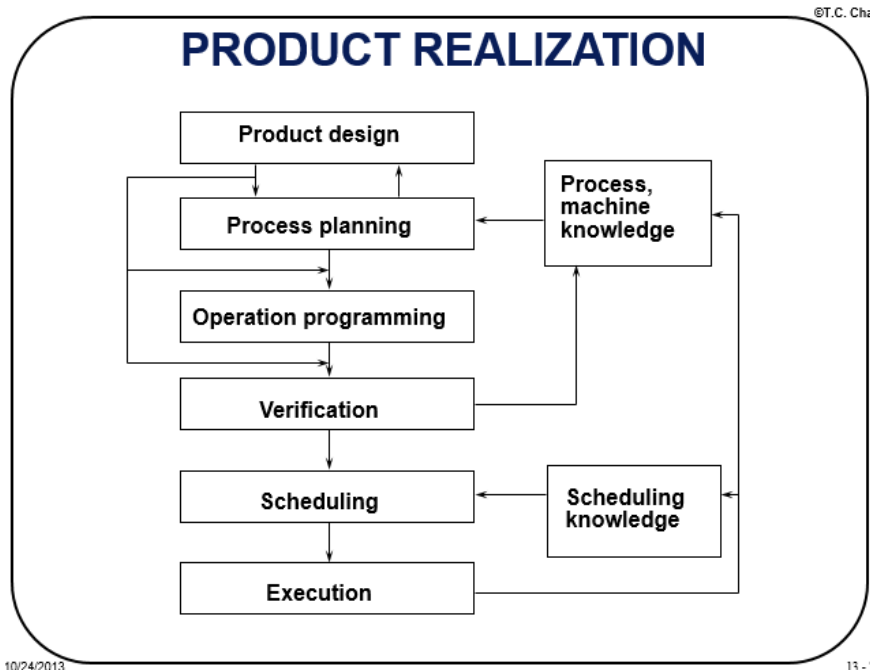 ©T.C.
PRODUCT REALIZATION
Product design
Process,
machine
knowledge
Process planning
Operation programming
Verification
Scheduling
Scheduling
knowledge
Execution
10/24/2013
13 -